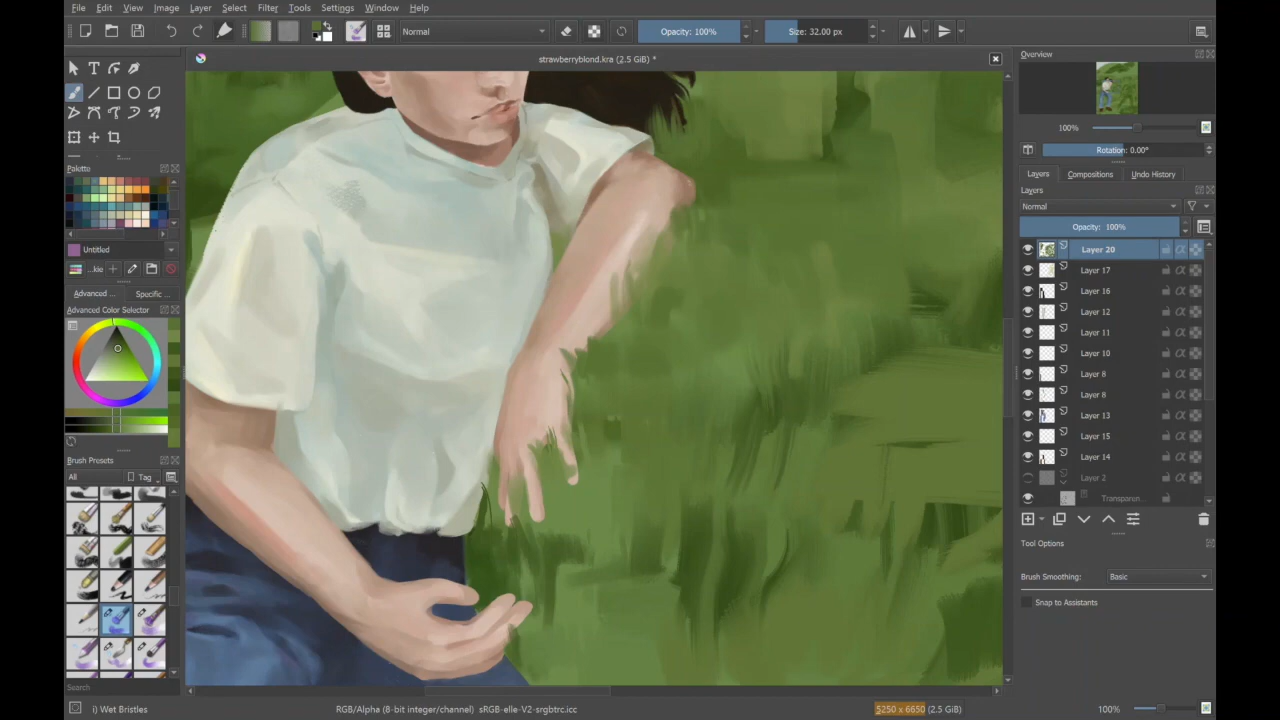 File Edit View Image Layer Select Filter Tools Settings Window Help
Normal Opacity: 100% Size: 32.00 px
strawberryblond.kra (2.5 GiB) *
Overview
100%
Rotation: 0.00°
Palette
Layers Compositions Undo History
Layers
Normal
Opacity: 100%
Untitled
Layer 20
...kie
Layer 17
Advanced ... Specific ...
Layer 16
Advanced Color Selector
Layer 12
Layer 11
Layer 10
Layer 8
Layer 8
Layer 13
Layer 15
Brush Presets
Layer 14
All Tag
Layer 2
Transparen...
Tool Options
Brush Smoothing: Basic
Snap to Assistants
Search
i) Wet Bristles RGB/Alpha (8-bit integer/channel) sRGB-elle-V2-srgbtrc.icc 5250 x 6650 (2.5 GiB) 100%